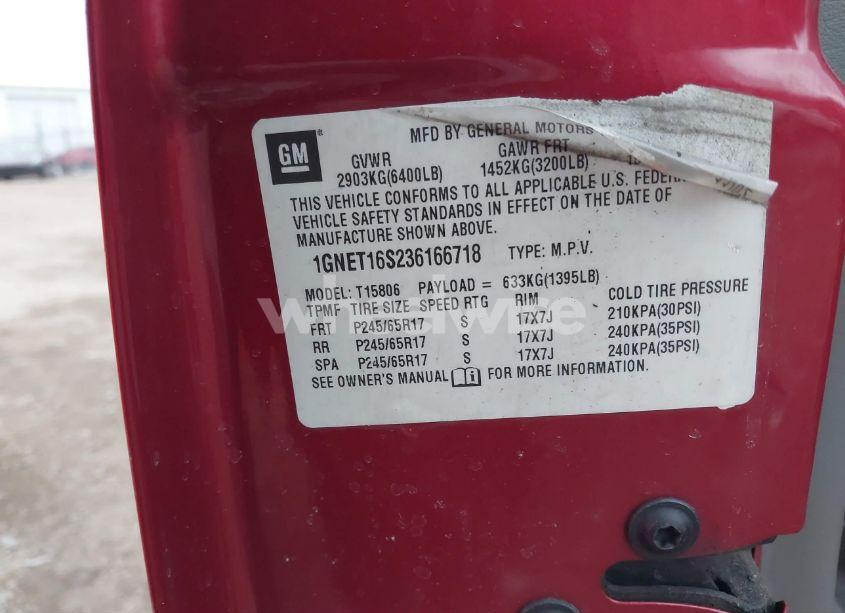 GM
MFD BY GENERAL MOTORS
GVWR GAWR FRT
2903KG(6400LB) 1452KG(3200LB)
THIS VEHICLE CONFORMS TO ALL APPLICABLE U.S.
VEHICLE SAFETY STANDARDS IN EFFECT ON THE DATE OF
MANUFACTURE SHOWN ABOVE.
1GNET16S236166718 TYPE: M.P.V.
MODEL: T15806 PAYLOAD = 633KG(1395LB)
TPMF TIRE SIZE SPEED RTG RIM COLD TIRE PRESSURE
FRT P245/65R17 S 17X7J 210KPA(30PSI)
RR P245/65R17 S 17X7J 240KPA(35PSI)
SPA P245/65R17 S 17X7J 240KPA(35PSI)
SEE OWNER'S MANUAL FOR MORE INFORMATION.